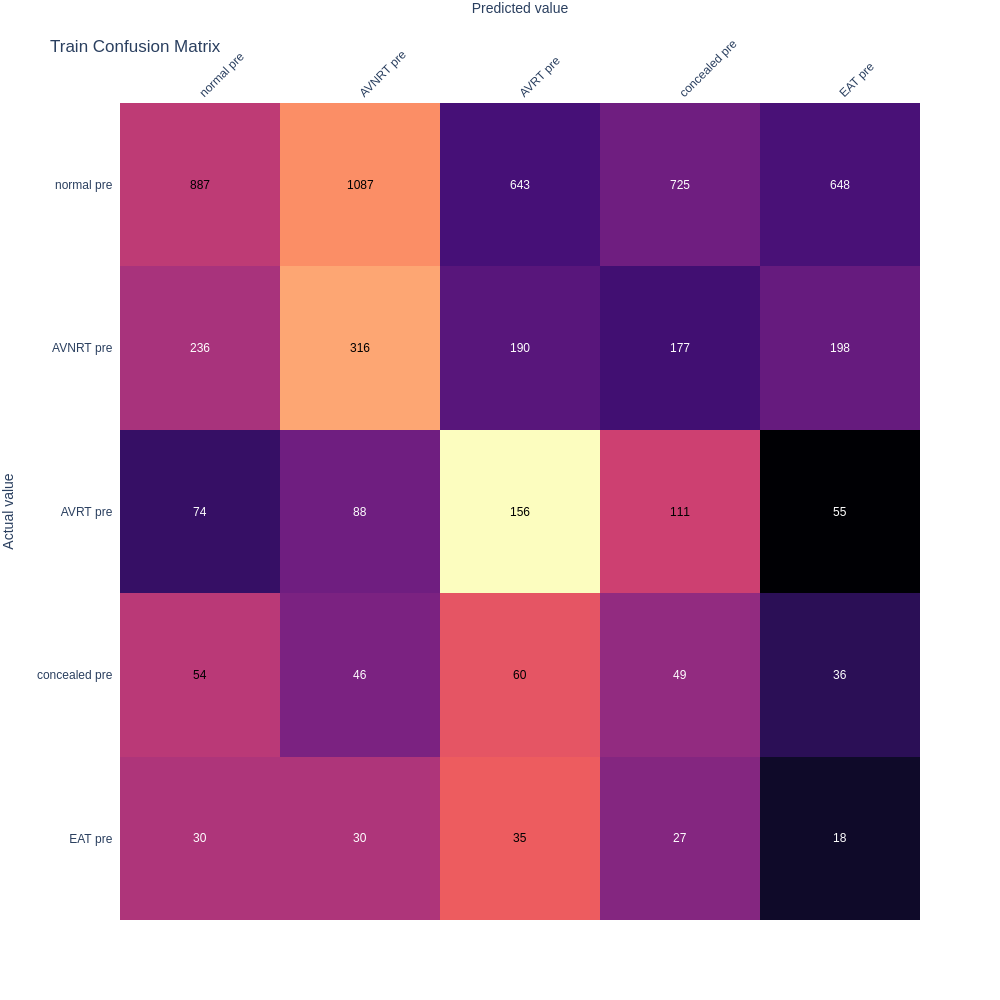 Predicted value
Train Confusion Matrix
normal pre AVNRT pre AVRT pre concealed pre EAT pre
normal pre 887 1087 643 725 648
AVNRT pre 236 316 190 177 198
Actual value
AVRT pre 74 88 156 111 55
concealed pre 54 46 60 49 36
EAT pre 30 30 35 27 18